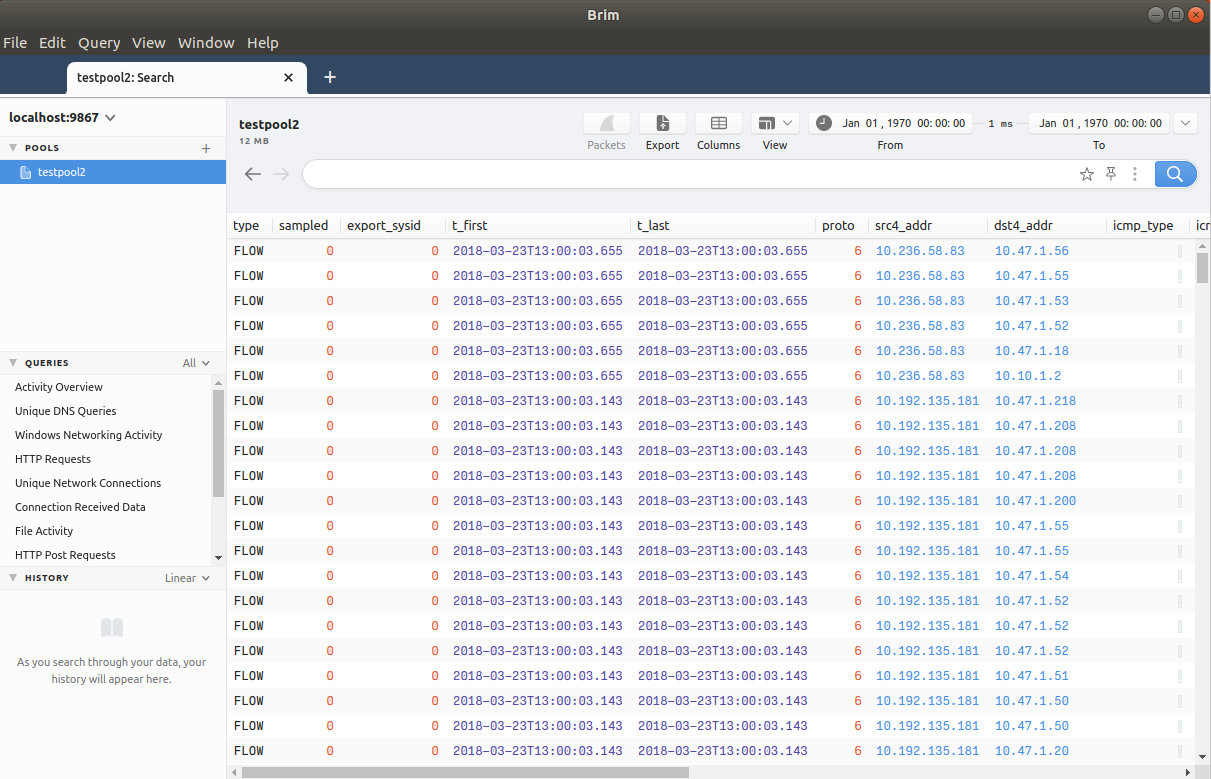 Brim
File Edit Query View Window Help
testpool2: Search
localhost:9867
POOLS
testpool2
QUERIES All
Activity Overview
Unique DNS Queries
Windows Networking Activity
HTTP Requests
Unique Network Connections
Connection Received Data
File Activity
HTTP Post Requests
HISTORY Linear
As you search through your data, your
history will appear here.
testpool2
12 MB
Packets Export Columns View
Jan 01 , 1970 00: 00: 00 1 ms Jan 01 , 1970 00: 00: 00
From To
type sampled export_sysid t_first t_last proto src4_addr dst4_addr icmp_type icr
FLOW 0 0 2018-03-23T13:00:03.655 2018-03-23T13:00:03.655 6 10.236.58.83 10.47.1.56
FLOW 0 0 2018-03-23T13:00:03.655 2018-03-23T13:00:03.655 6 10.236.58.83 10.47.1.55
FLOW 0 0 2018-03-23T13:00:03.655 2018-03-23T13:00:03.655 6 10.236.58.83 10.47.1.53
FLOW 0 0 2018-03-23T13:00:03.655 2018-03-23T13:00:03.655 6 10.236.58.83 10.47.1.52
FLOW 0 0 2018-03-23T13:00:03.655 2018-03-23T13:00:03.655 6 10.236.58.83 10.47.1.18
FLOW 0 0 2018-03-23T13:00:03.655 2018-03-23T13:00:03.655 6 10.236.58.83 10.10.1.2
FLOW 0 0 2018-03-23T13:00:03.143 2018-03-23T13:00:03.143 6 10.192.135.181 10.47.1.218
FLOW 0 0 2018-03-23T13:00:03.143 2018-03-23T13:00:03.143 6 10.192.135.181 10.47.1.208
FLOW 0 0 2018-03-23T13:00:03.143 2018-03-23T13:00:03.143 6 10.192.135.181 10.47.1.208
FLOW 0 0 2018-03-23T13:00:03.143 2018-03-23T13:00:03.143 6 10.192.135.181 10.47.1.208
FLOW 0 0 2018-03-23T13:00:03.143 2018-03-23T13:00:03.143 6 10.192.135.181 10.47.1.200
FLOW 0 0 2018-03-23T13:00:03.143 2018-03-23T13:00:03.143 6 10.192.135.181 10.47.1.55
FLOW 0 0 2018-03-23T13:00:03.143 2018-03-23T13:00:03.143 6 10.192.135.181 10.47.1.55
FLOW 0 0 2018-03-23T13:00:03.143 2018-03-23T13:00:03.143 6 10.192.135.181 10.47.1.54
FLOW 0 0 2018-03-23T13:00:03.143 2018-03-23T13:00:03.143 6 10.192.135.181 10.47.1.52
FLOW 0 0 2018-03-23T13:00:03.143 2018-03-23T13:00:03.143 6 10.192.135.181 10.47.1.52
FLOW 0 0 2018-03-23T13:00:03.143 2018-03-23T13:00:03.143 6 10.192.135.181 10.47.1.52
FLOW 0 0 2018-03-23T13:00:03.143 2018-03-23T13:00:03.143 6 10.192.135.181 10.47.1.51
FLOW 0 0 2018-03-23T13:00:03.143 2018-03-23T13:00:03.143 6 10.192.135.181 10.47.1.50
FLOW 0 0 2018-03-23T13:00:03.143 2018-03-23T13:00:03.143 6 10.192.135.181 10.47.1.50
FLOW 0 0 2018-03-23T13:00:03.143 2018-03-23T13:00:03.143 6 10.192.135.181 10.47.1.20